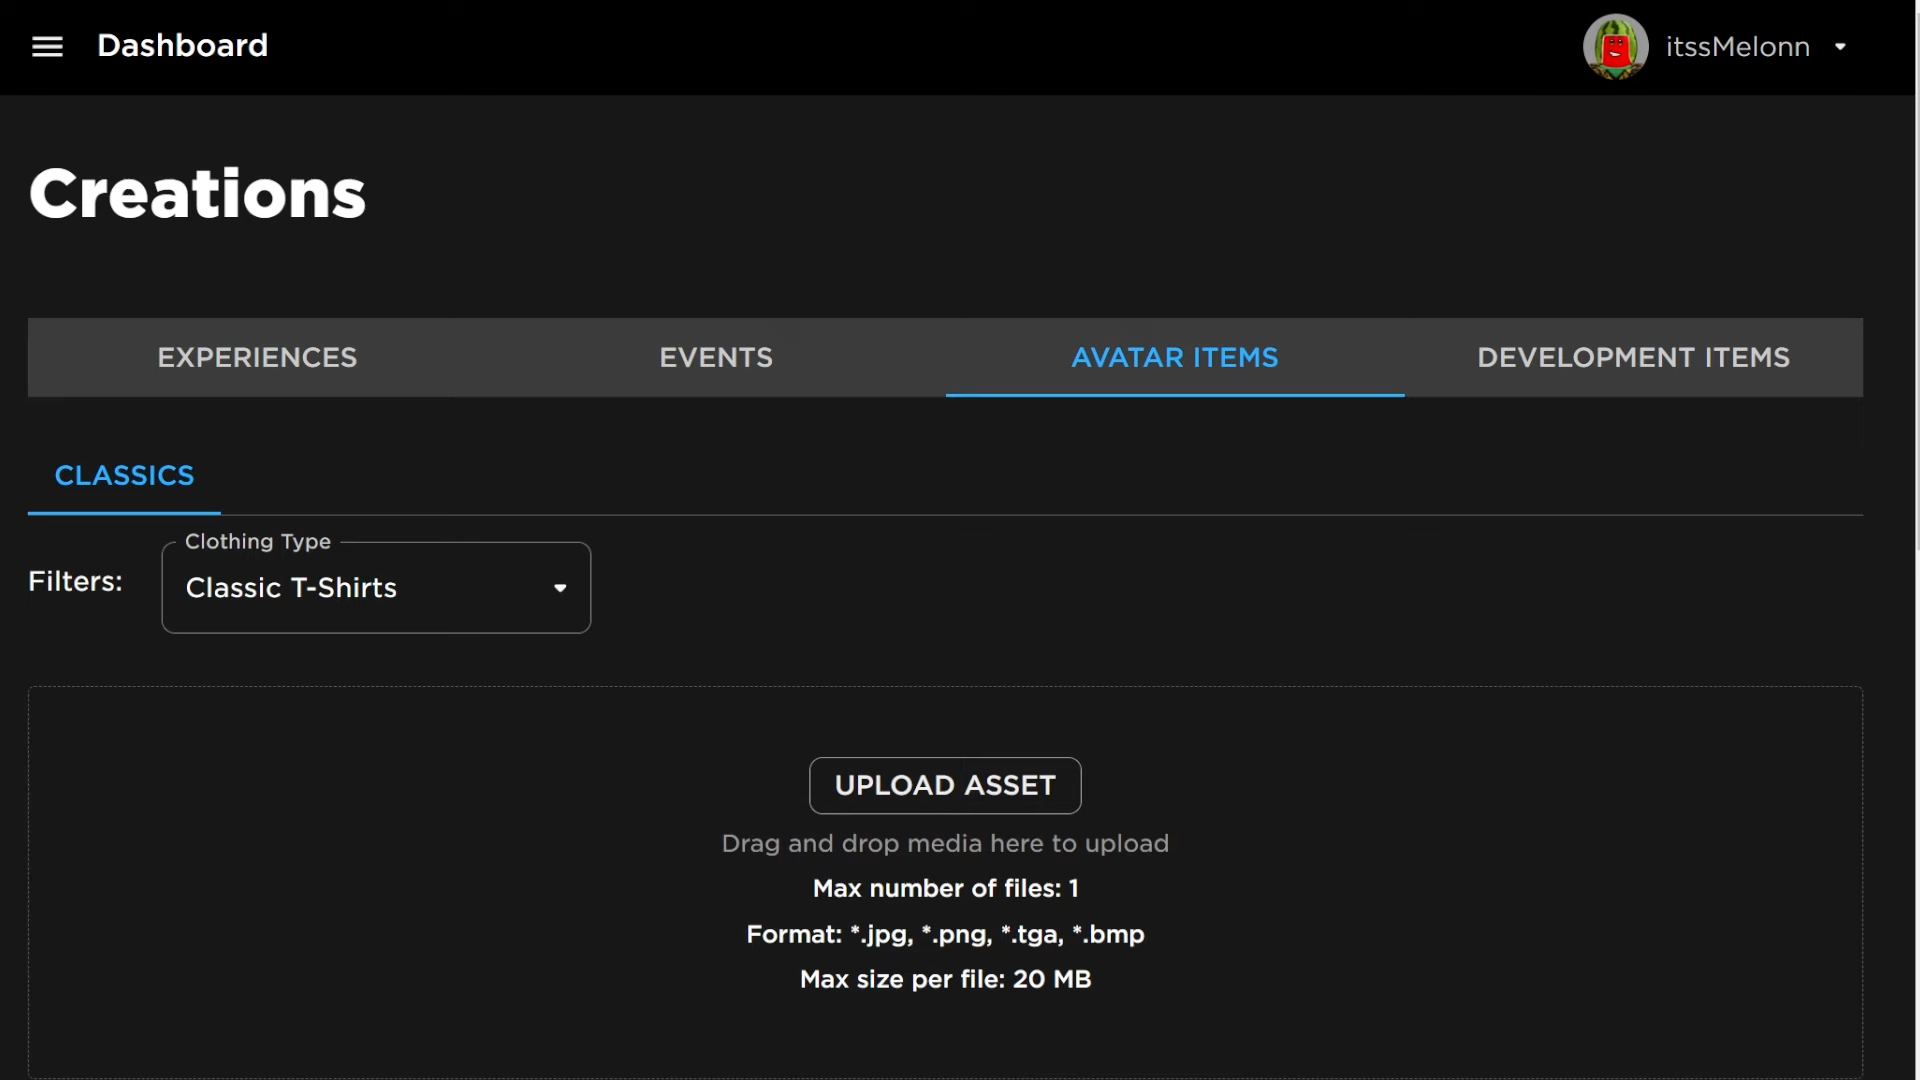 Dashboard
itssMelonn
Creations
EXPERIENCES
EVENTS
AVATAR ITEMS
DEVELOPMENT ITEMS
CLASSICS
Filters:
Clothing Type
Classic T-Shirts
UPLOAD ASSET
Drag and drop media here to upload
Max number of files: 1
Format: *.jpg, *.png, *.tga, *.bmp
Max size per file: 20 MB